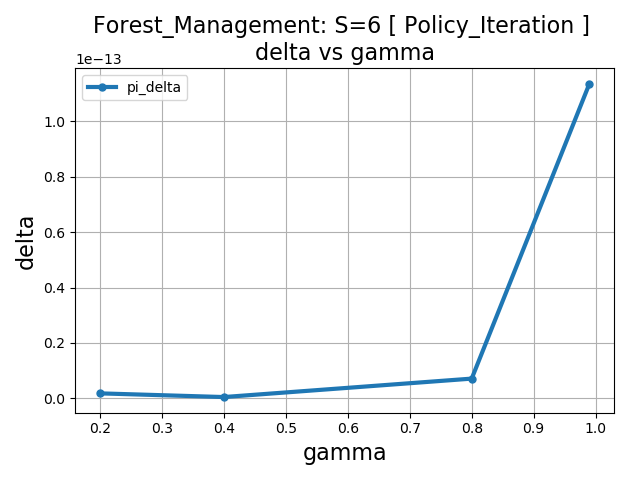 Forest_Management: S=6 [ Policy_Iteration ]
delta vs gamma
1e−13
pi_delta
1.0
0.8
0.6
0.4
0.2
0.0
delta
0.2 0.3 0.4 0.5 0.6 0.7 0.8 0.9 1.0
gamma